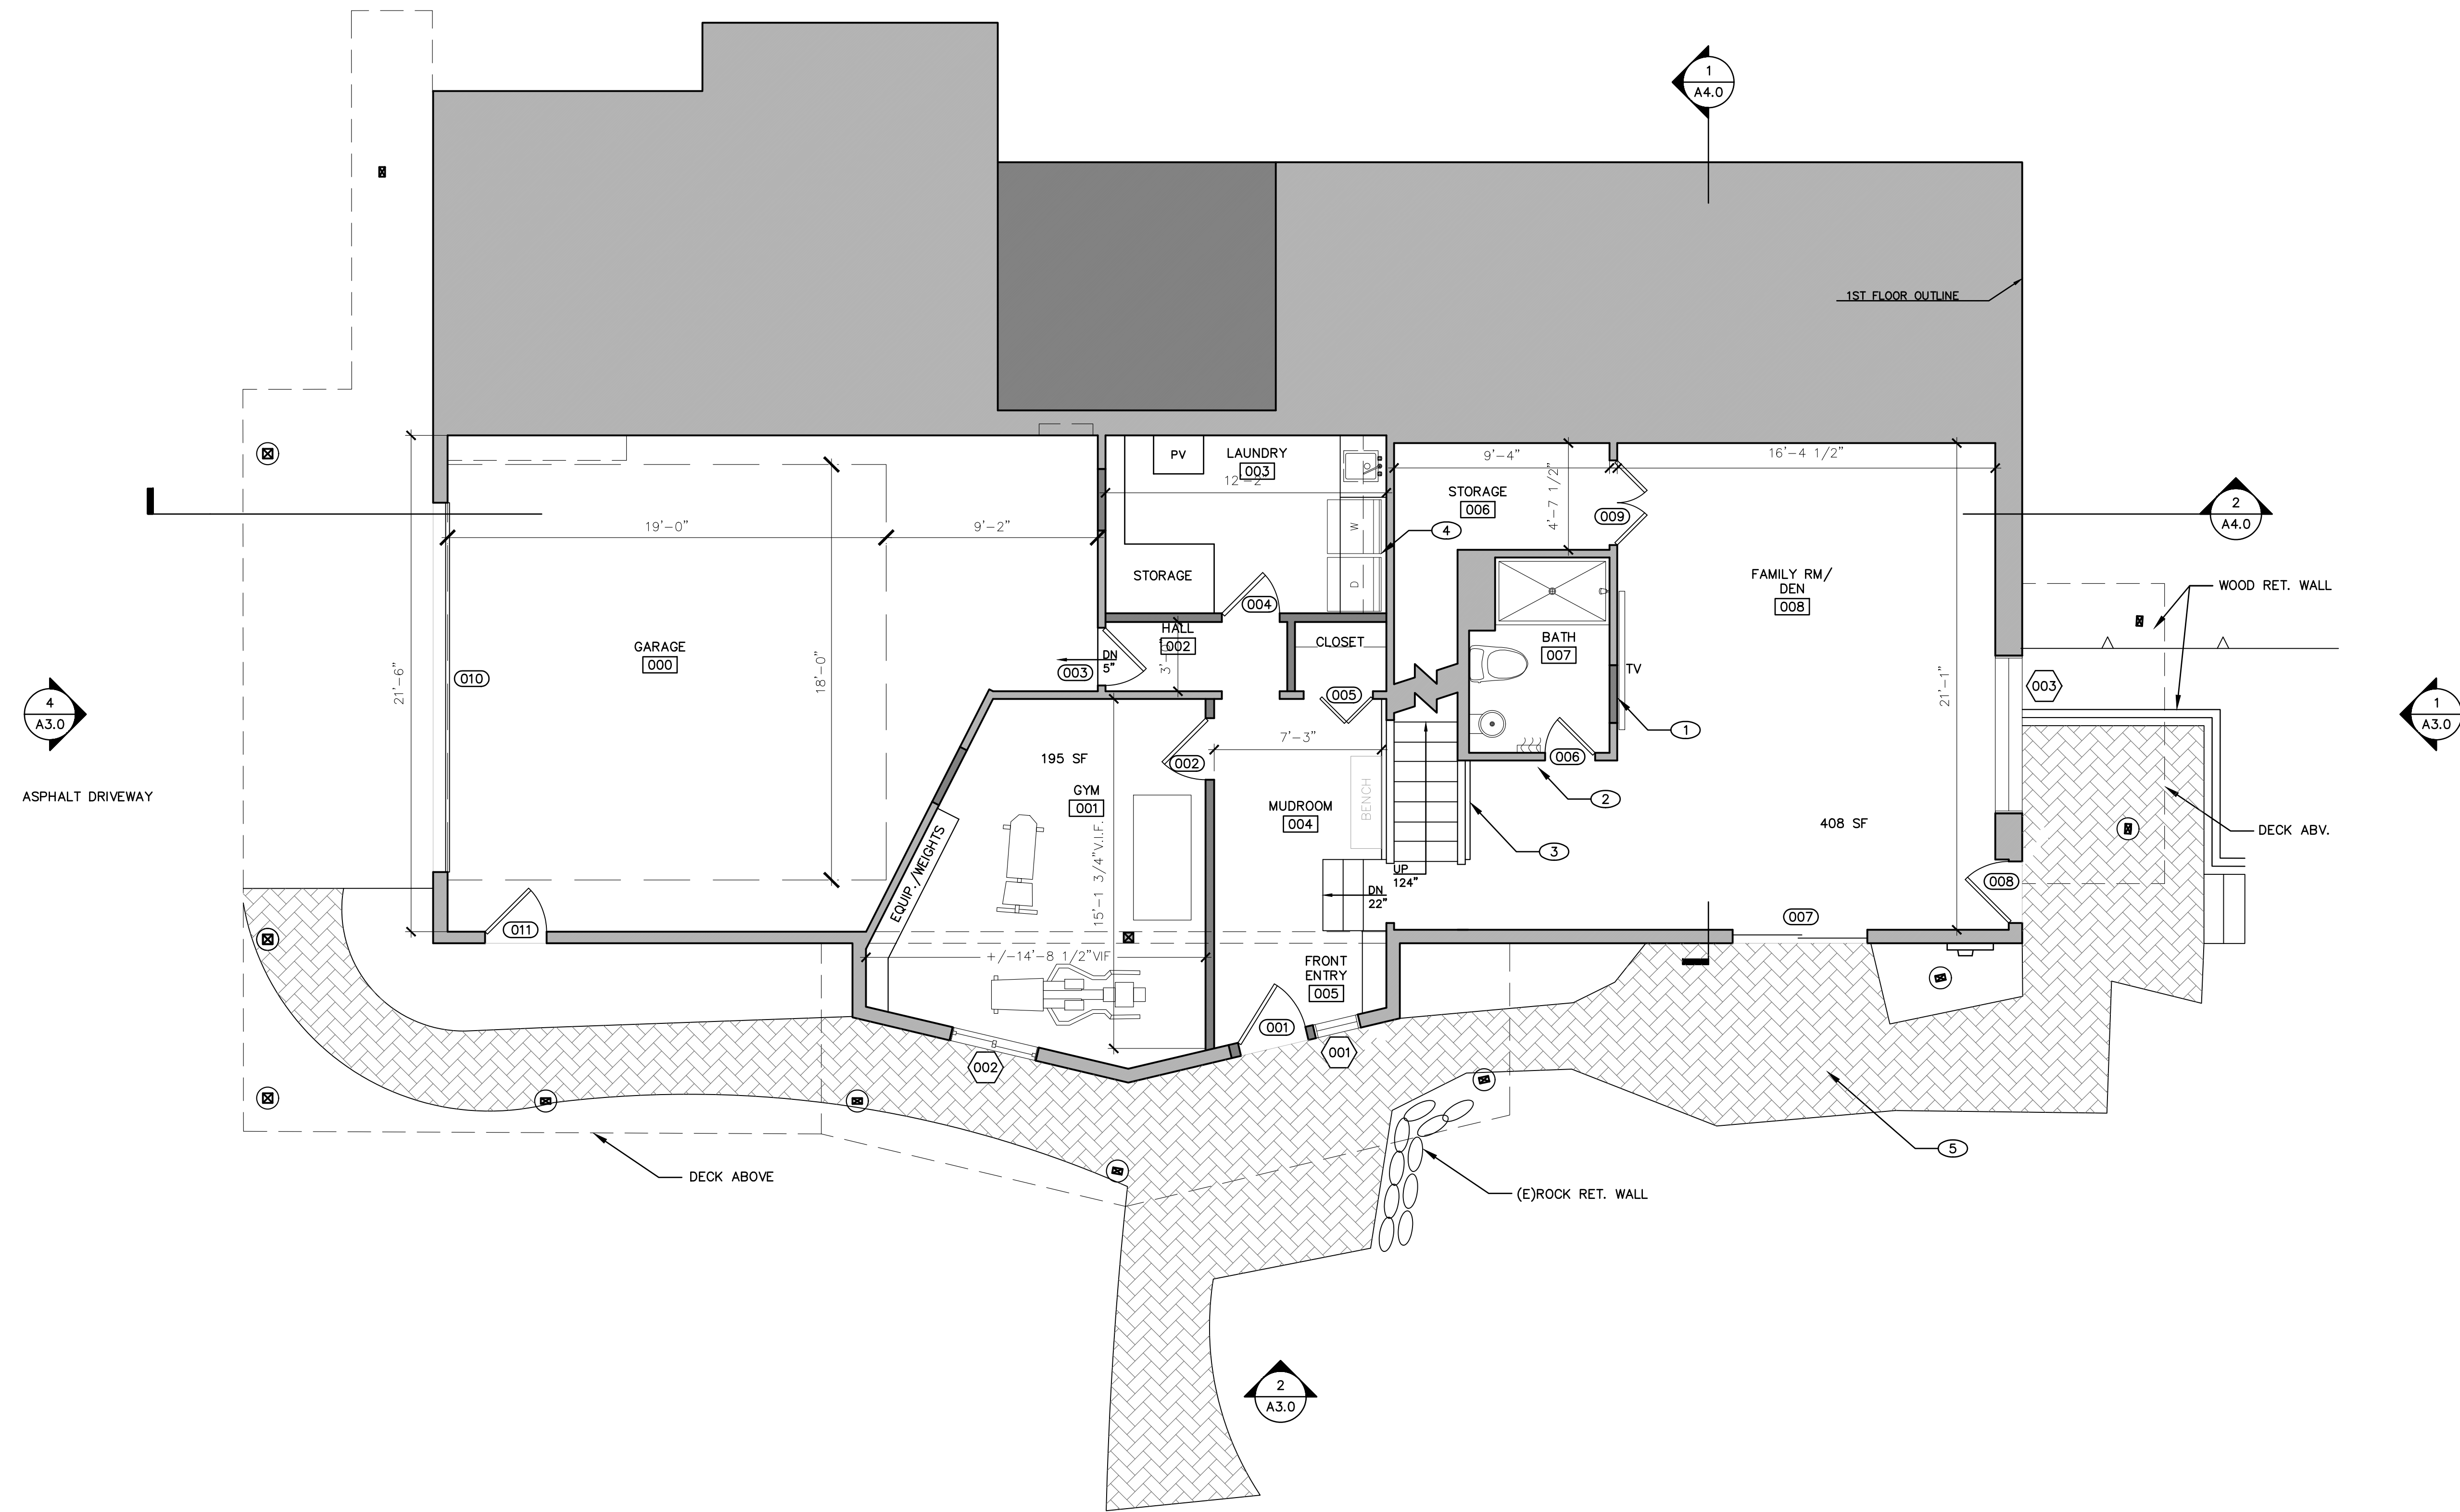 1
A4.0
1ST FLOOR OUTLINE
PV
LAUNDRY
003
12'-2"
9'-4"
16'-4 1/2"
4'-7 1/2"
STORAGE
006
009
2
A4.0
19'-0"
9'-2"
W
4
D
STORAGE
004
FAMILY RM/
DEN
008
WOOD RET. WALL
GARAGE
000
HALL
002
CLOSET
BATH
007
TV
DN
5"
003
010
21'-6"
18'-0"
005
003
21'-1"
4
A3.0
1
A3.0
1
7'-3"
195 SF
002
006
GYM
001
ASPHALT DRIVEWAY
MUDROOM
004
BENCH
2
408 SF
DECK ABV.
EQUIP./WEIGHTS
15'-1 3/4"V.I.F.
3
UP
124"
DN
22"
008
007
011
+/-14'-8 1/2"VIF
FRONT
ENTRY
005
001
001
002
8
5
DECK ABOVE
(E)ROCK RET. WALL
2
A3.0